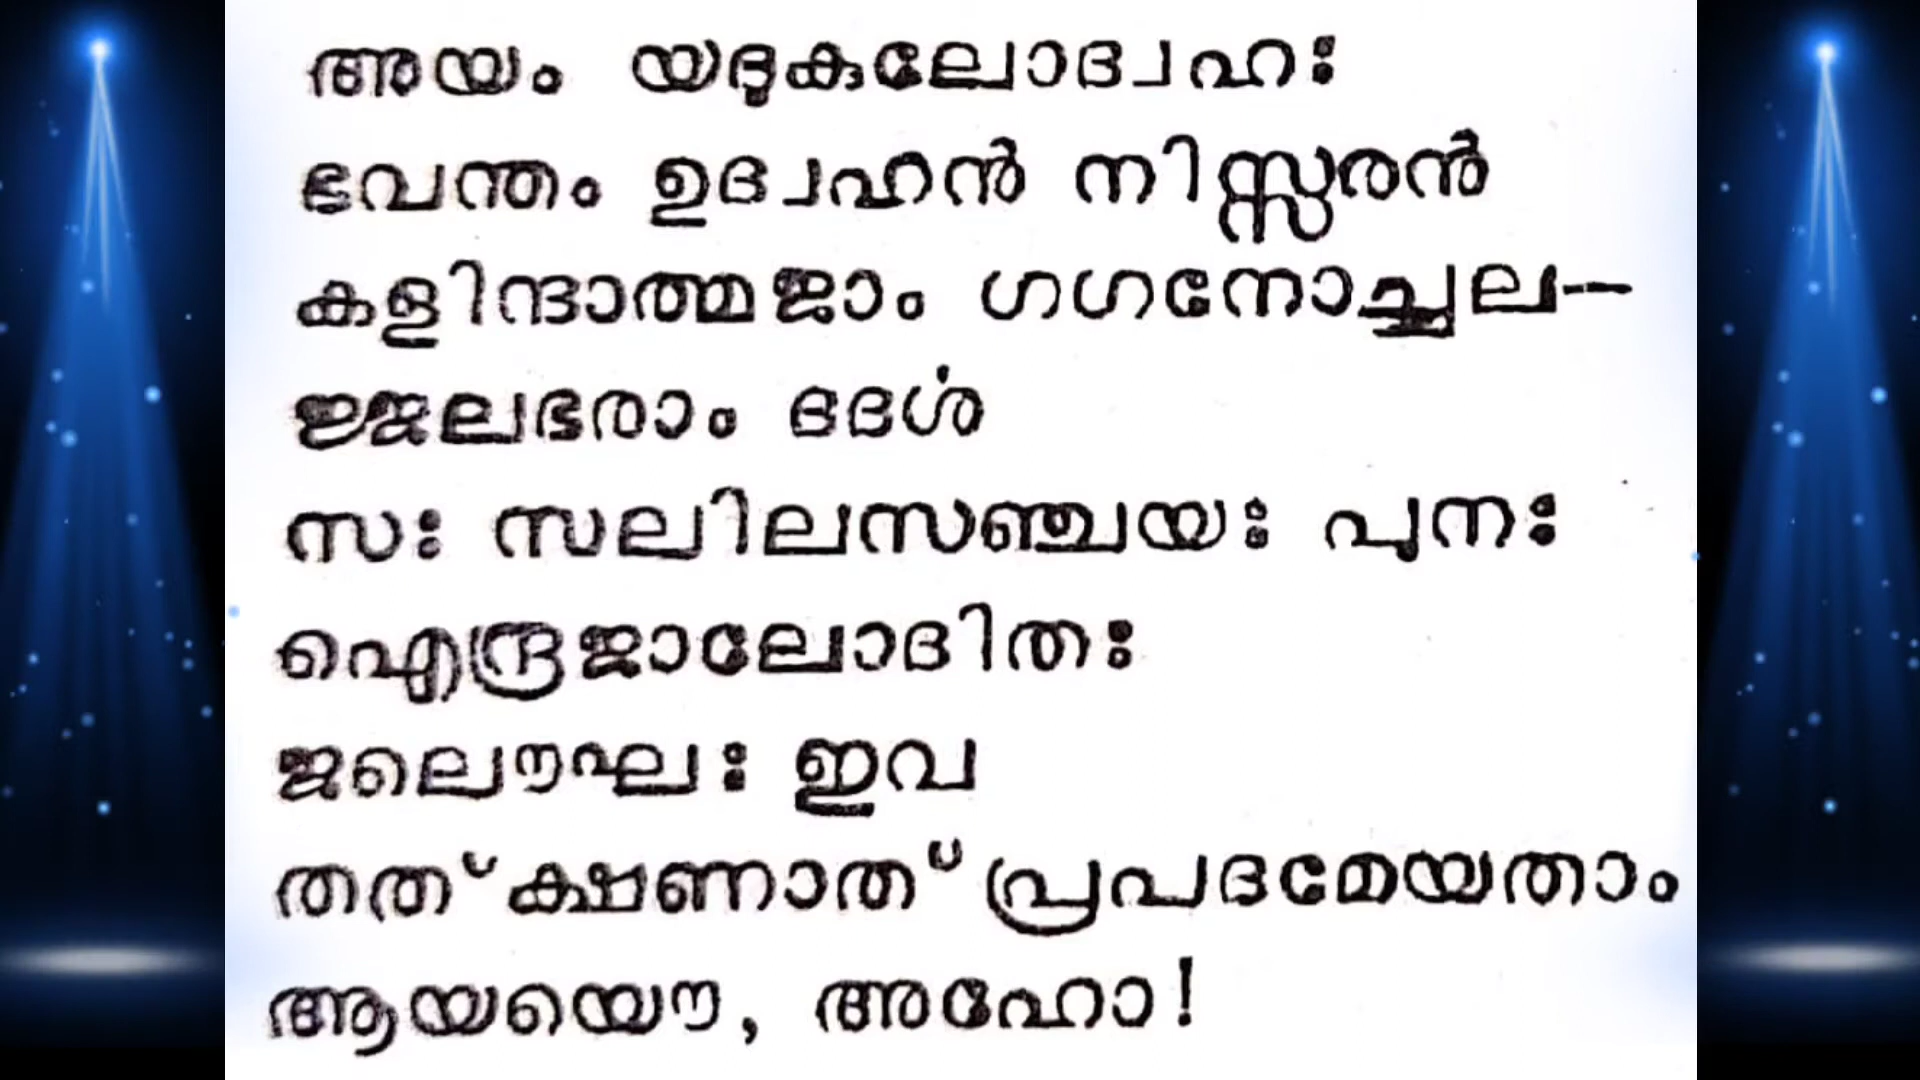 അയം യദുകുലോദ്വഹഃ
ഭവന്തം ഉദ്വഹൻ നിസ്സരൻ
കളിന്ദാത്മജാം ഗഗനോച്ചല-
ജ്ജലഭരാം ദദർശ
സഃ സലിലസഞ്ചയഃ പുനഃ
ഐന്ദ്രജാലോദിതഃ
ജലൌഘഃ ഇവ
തത്ക്ഷണാത് പ്രപദമേയതാം
ആയയൌ, അഹോ!